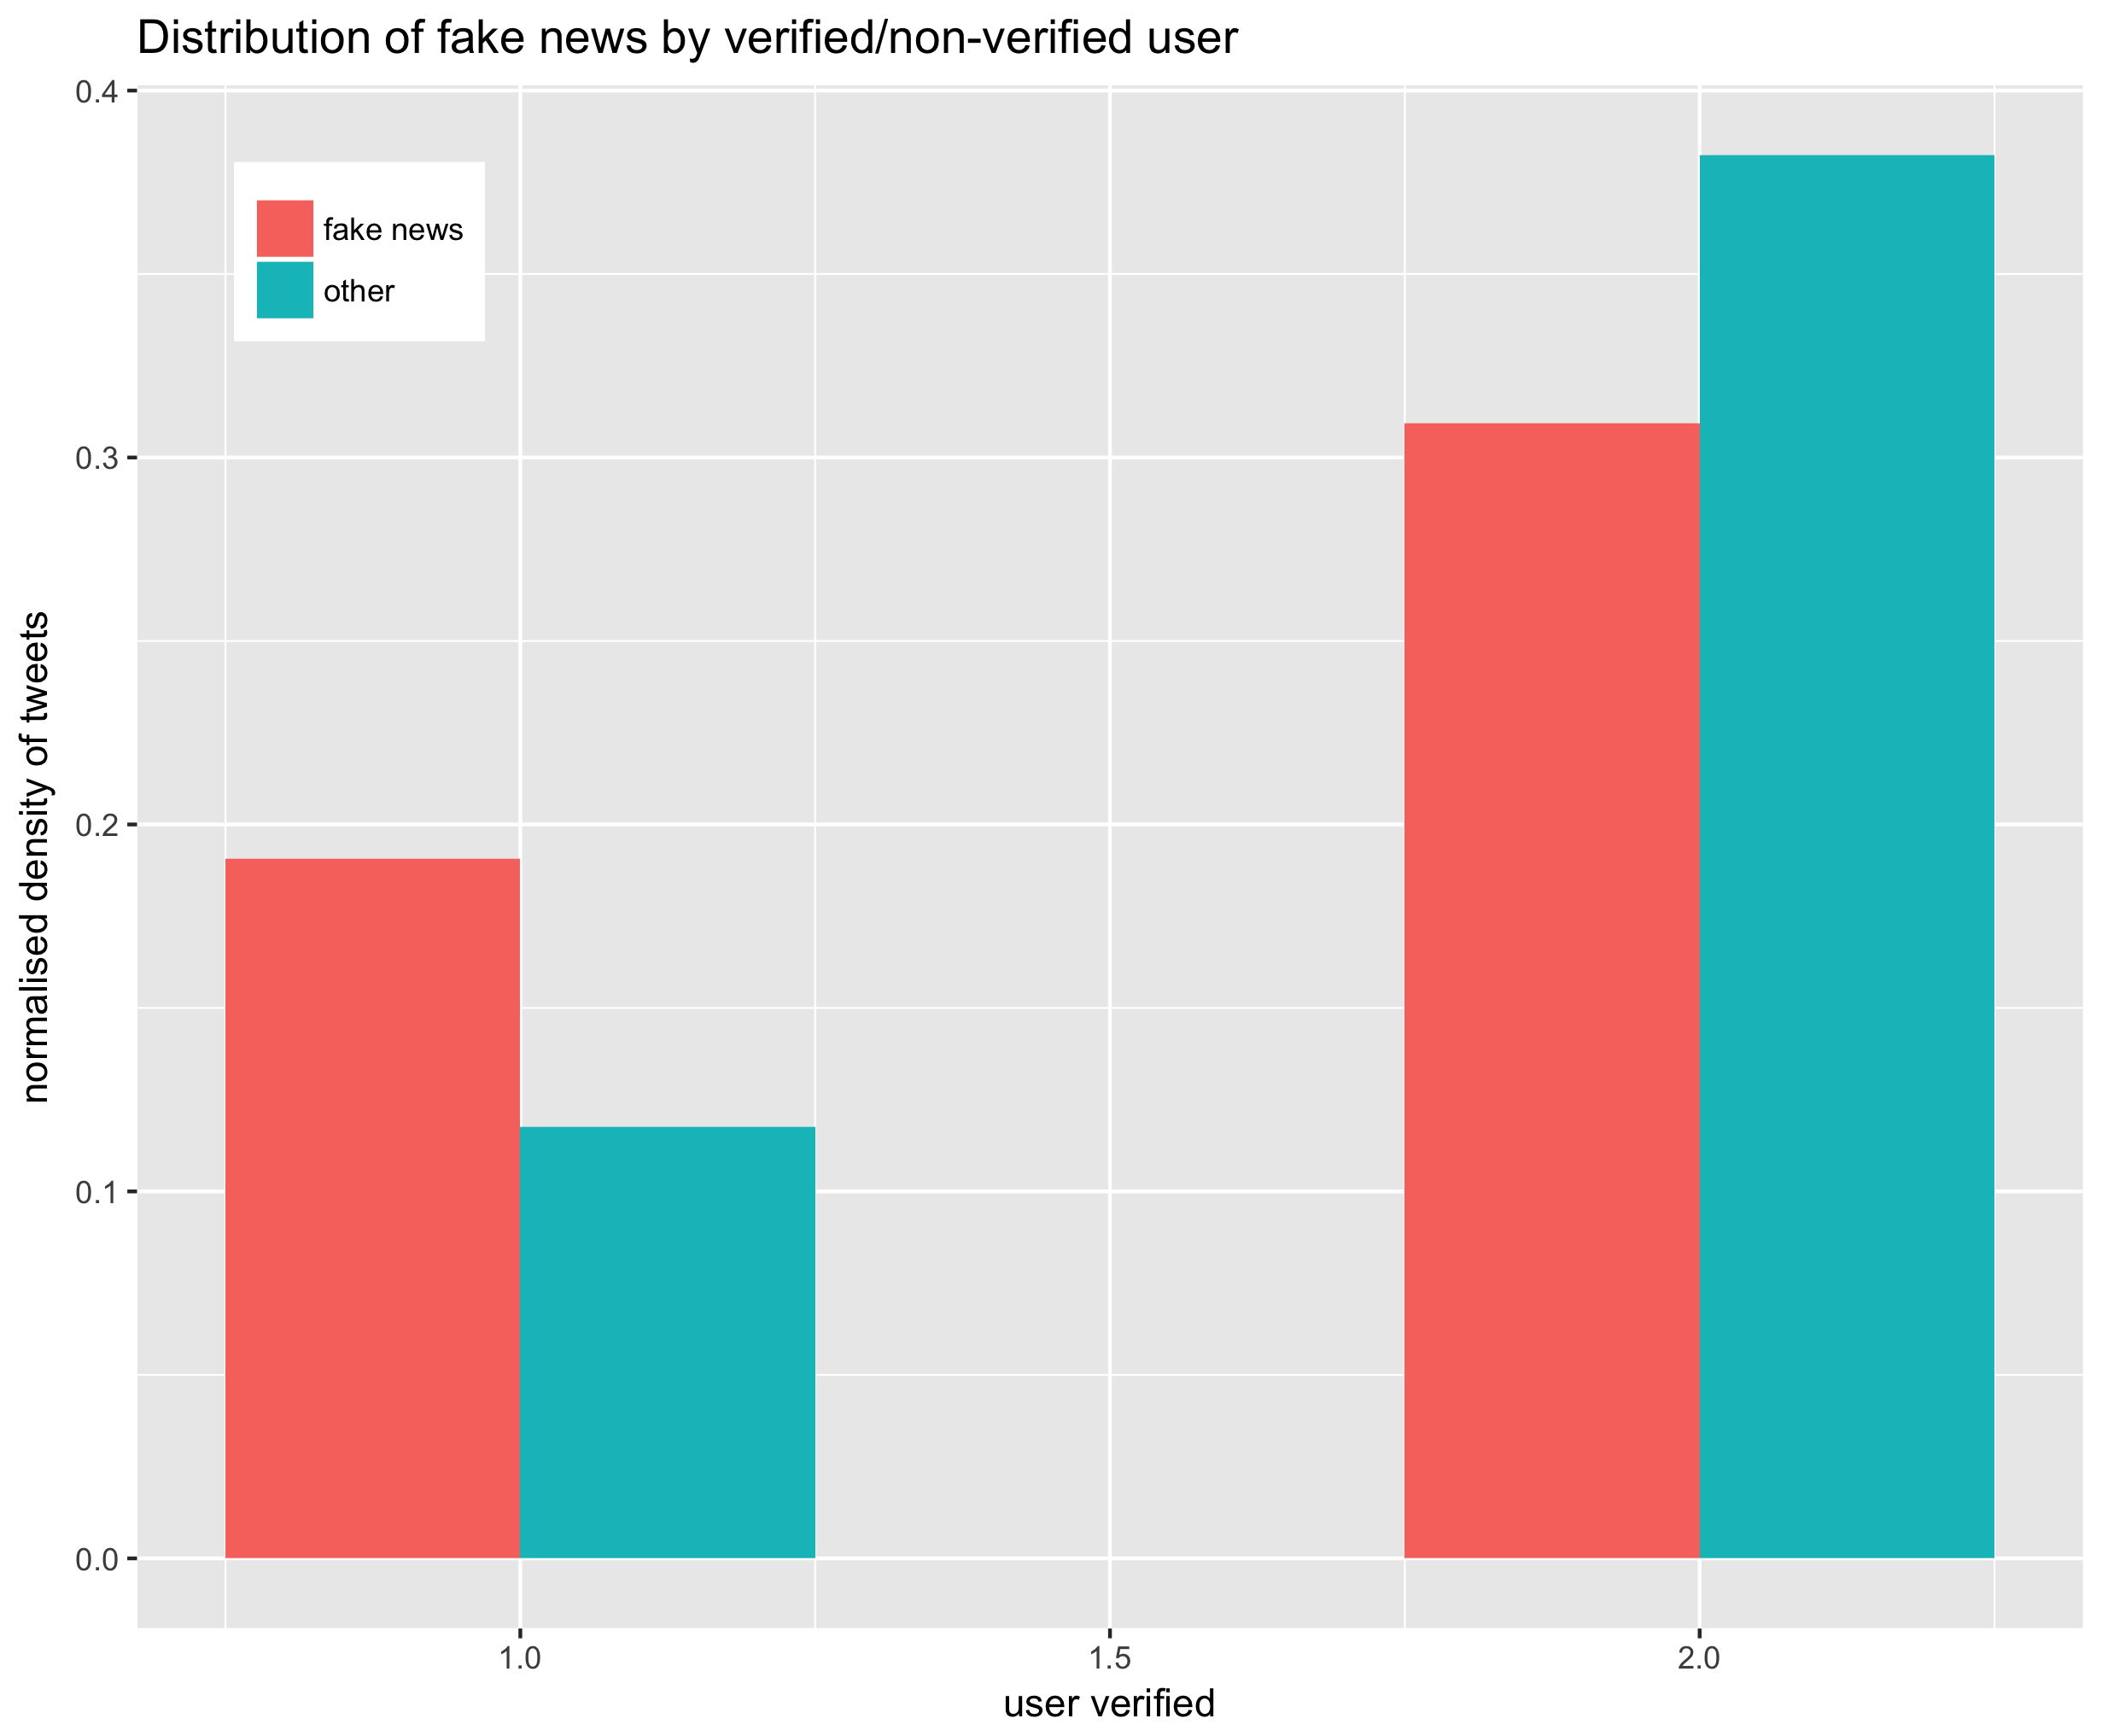 Distribution of fake news by verified/non-verified user
fake news
other
normalised density of tweets
0.4
0.3
0.2
0.1
0.0
1.0
1.5
2.0
user verified